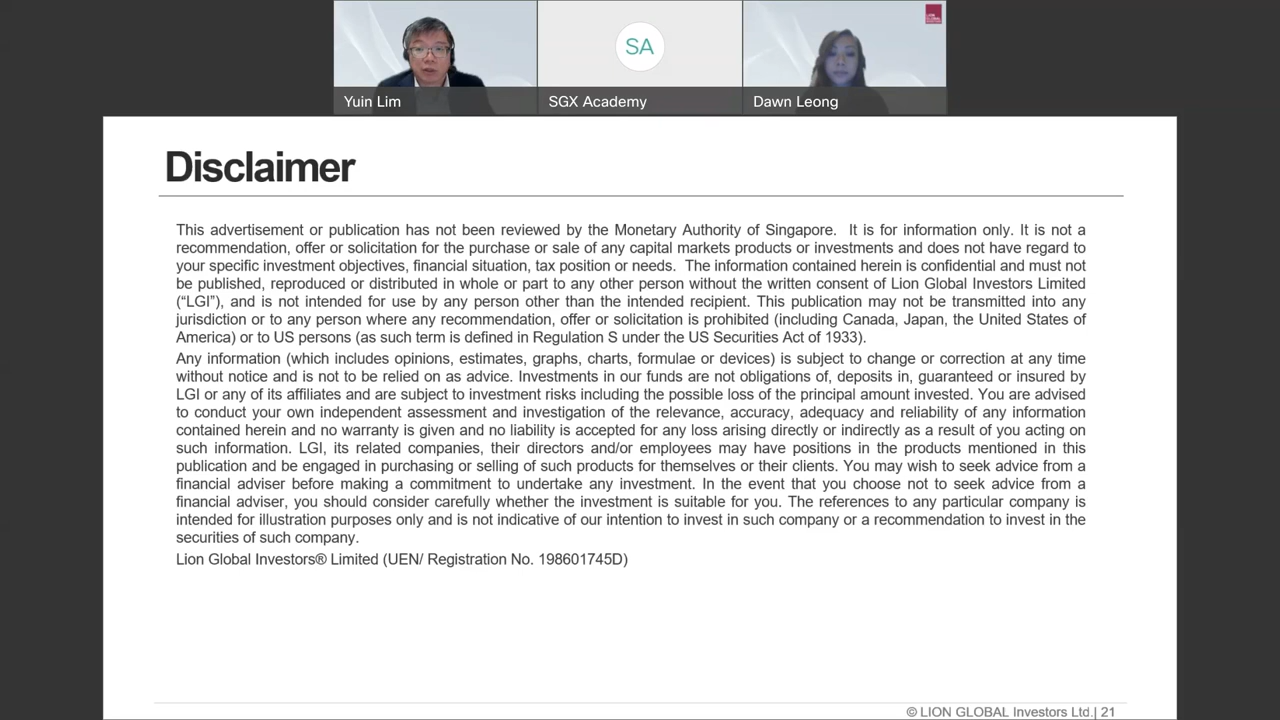 LION
GLOBAL
INVESTORS
SA
Yuin Lim
SGX Academy
Dawn Leong
Disclaimer
This advertisement or publication has not been reviewed by the Monetary Authority of Singapore.  It is for information only. It is not a
recommendation, offer or solicitation for the purchase or sale of any capital markets products or investments and does not have regard to
your specific investment objectives, financial situation, tax position or needs.  The information contained herein is confidential and must not
be published, reproduced or distributed in whole or part to any other person without the written consent of Lion Global Investors Limited
(“LGI”), and is not intended for use by any person other than the intended recipient. This publication may not be transmitted into any
jurisdiction or to any person where any recommendation, offer or solicitation is prohibited (including Canada, Japan, the United States of
America) or to US persons (as such term is defined in Regulation S under the US Securities Act of 1933).
Any information (which includes opinions, estimates, graphs, charts, formulae or devices) is subject to change or correction at any time
without notice and is not to be relied on as advice. Investments in our funds are not obligations of, deposits in, guaranteed or insured by
LGI or any of its affiliates and are subject to investment risks including the possible loss of the principal amount invested. You are advised
to conduct your own independent assessment and investigation of the relevance, accuracy, adequacy and reliability of any information
contained herein and no warranty is given and no liability is accepted for any loss arising directly or indirectly as a result of you acting on
such information. LGI, its related companies, their directors and/or employees may have positions in the products mentioned in this
publication and be engaged in purchasing or selling of such products for themselves or their clients. You may wish to seek advice from a
financial adviser before making a commitment to undertake any investment. In the event that you choose not to seek advice from a
financial adviser, you should consider carefully whether the investment is suitable for you. The references to any particular company is
intended for illustration purposes only and is not indicative of our intention to invest in such company or a recommendation to invest in the
securities of such company.
Lion Global Investors® Limited (UEN/ Registration No. 198601745D)
© LION GLOBAL Investors Ltd.| 21